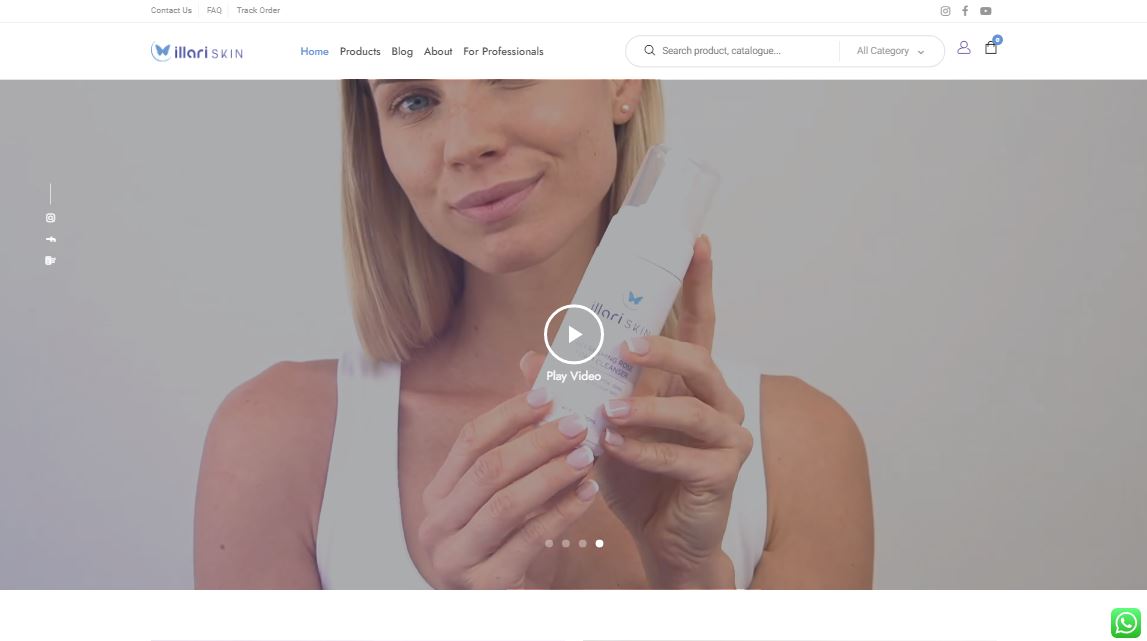 Contact Us
FAQ
Track Order
illari SKIN
Home
Products
Blog
About
For Professionals
Search product, catalogue...
All Category
0
illari SKIN
ROSE
CLEANSER
Play Video